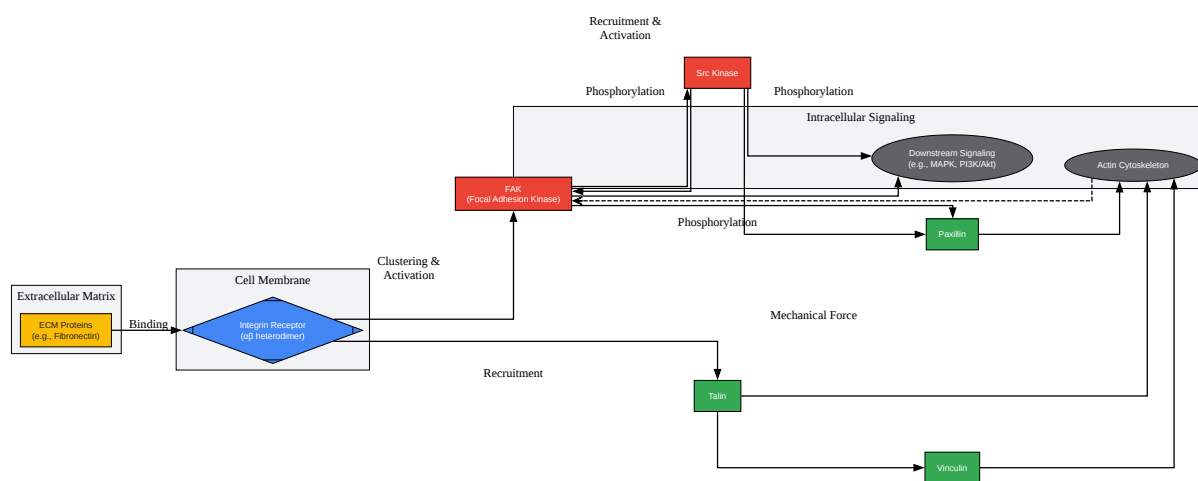 Recruitment &
Activation
Src Kinase
Phosphorylation
Phosphorylation
Intracellular Signaling
Downstream Signaling
(e.g., MAPK, PI3K/Akt)
Actin Cytoskeleton
FAK
(Focal Adhesion Kinase)
Phosphorylation
Paxillin
Clustering &
Activation
Cell Membrane
Extracellular Matrix
ECM Proteins
(e.g., Fibronectin)
Binding
Integrin Receptor
(αβ heterodimer)
Mechanical Force
Recruitment
Talin
Vinculin